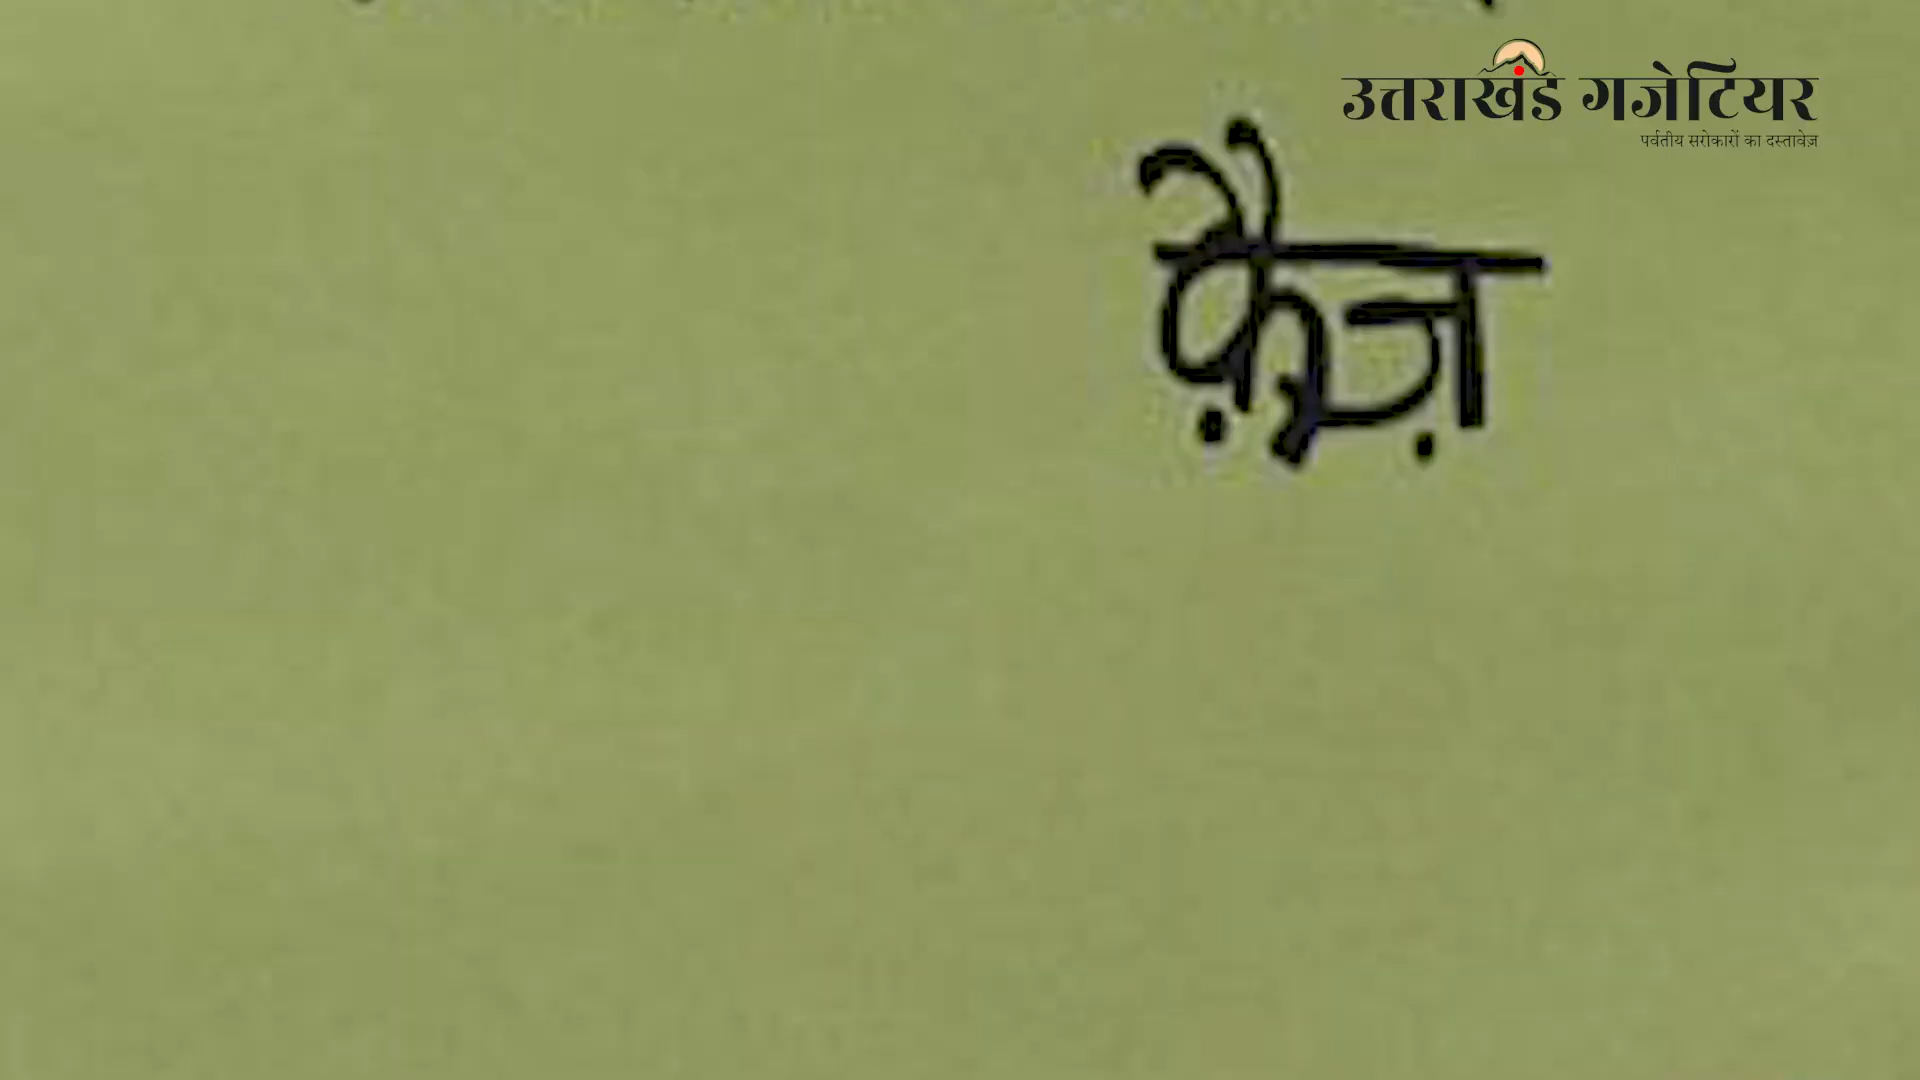 उत्तराखंड गजेटियर
पर्वतीय सरोकारों का दस्तावेज़
फ़ैज़